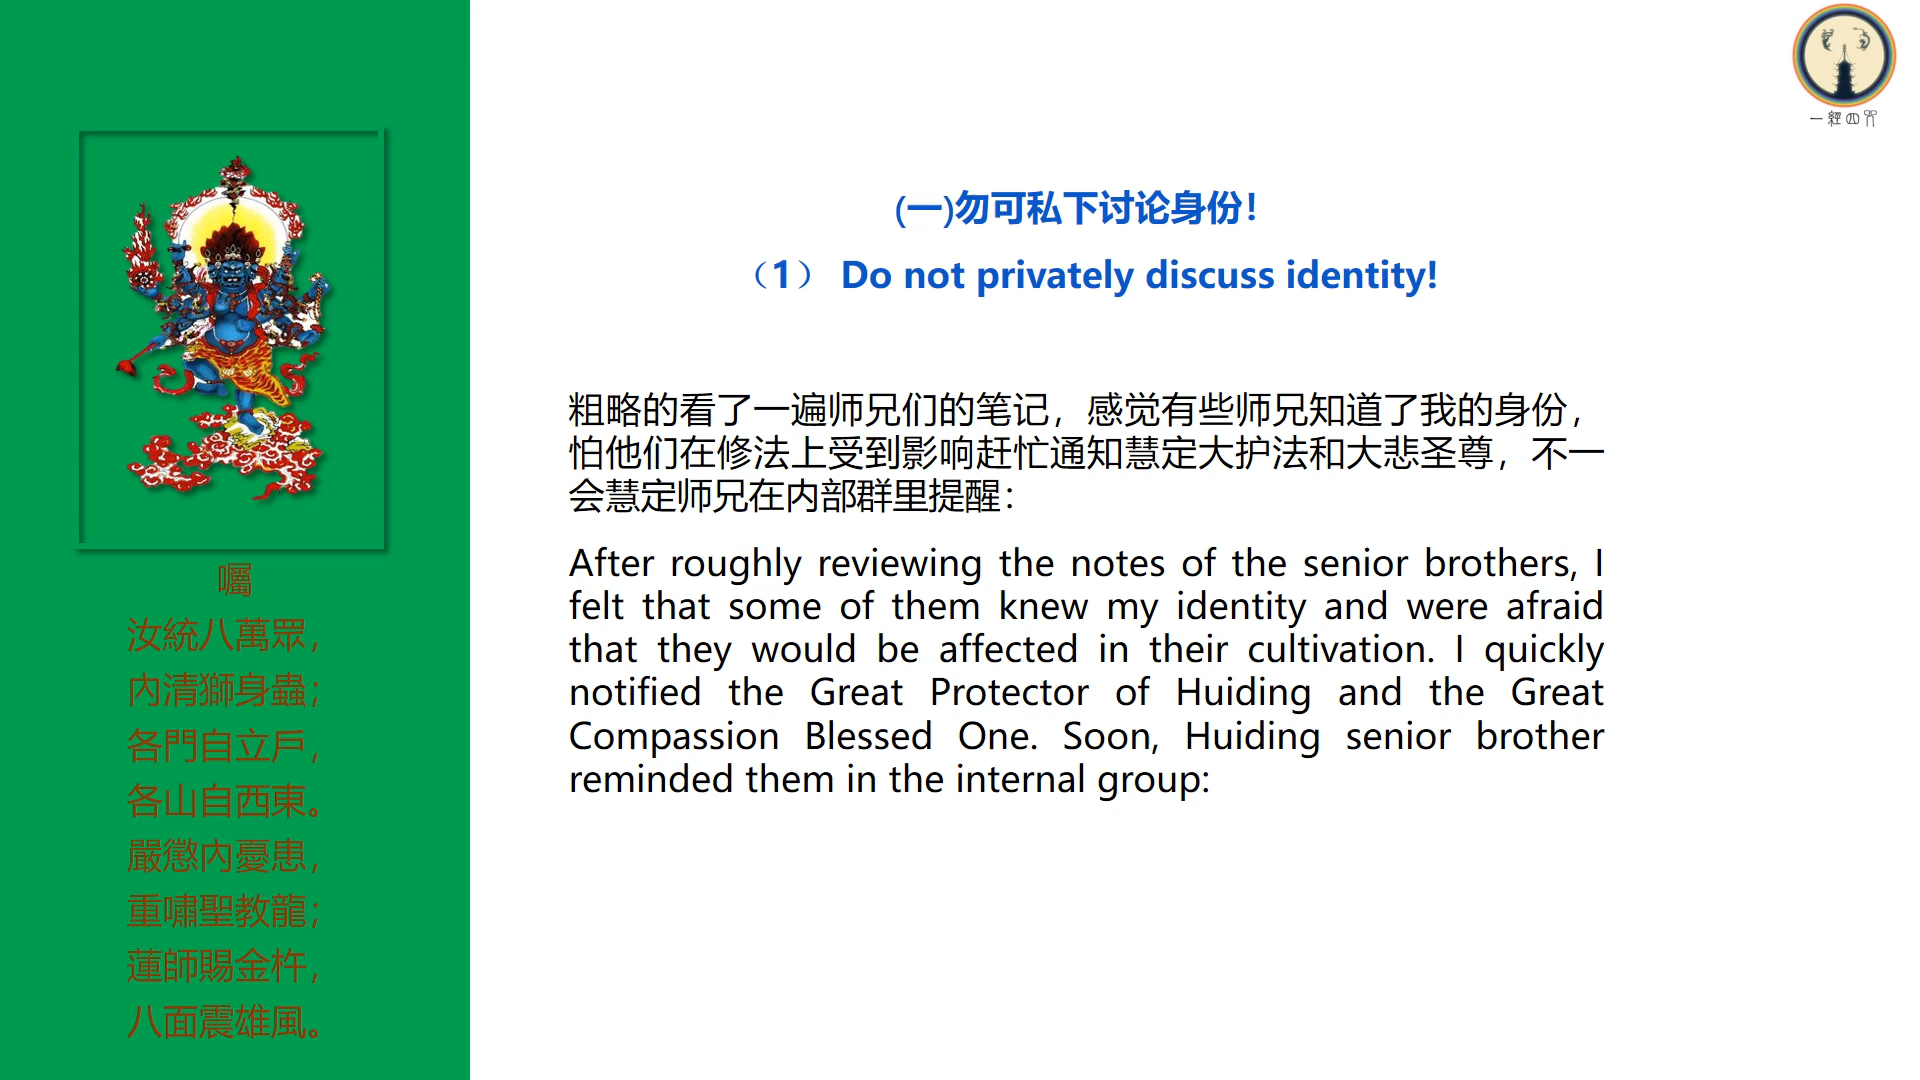 一經四咒
(一)勿可私下讨论身份！
（1） Do not privately discuss identity!
粗略的看了一遍师兄们的笔记，感觉有些师兄知道了我的身份，
怕他们在修法上受到影响赶忙通知慧定大护法和大悲圣尊，不一
会慧定师兄在内部群里提醒：
After roughly reviewing the notes of the senior brothers, I
felt that some of them knew my identity and were afraid
that they would be affected in their cultivation. I quickly
notified the Great Protector of Huiding and the Great
Compassion Blessed One. Soon, Huiding senior brother
reminded them in the internal group:
囑
汝統八萬眾，
內清獅身蟲；
各門自立戶，
各山自西東。
嚴懲內憂患，
重嘯聖教龍；
蓮師賜金杵，
八面震雄風。